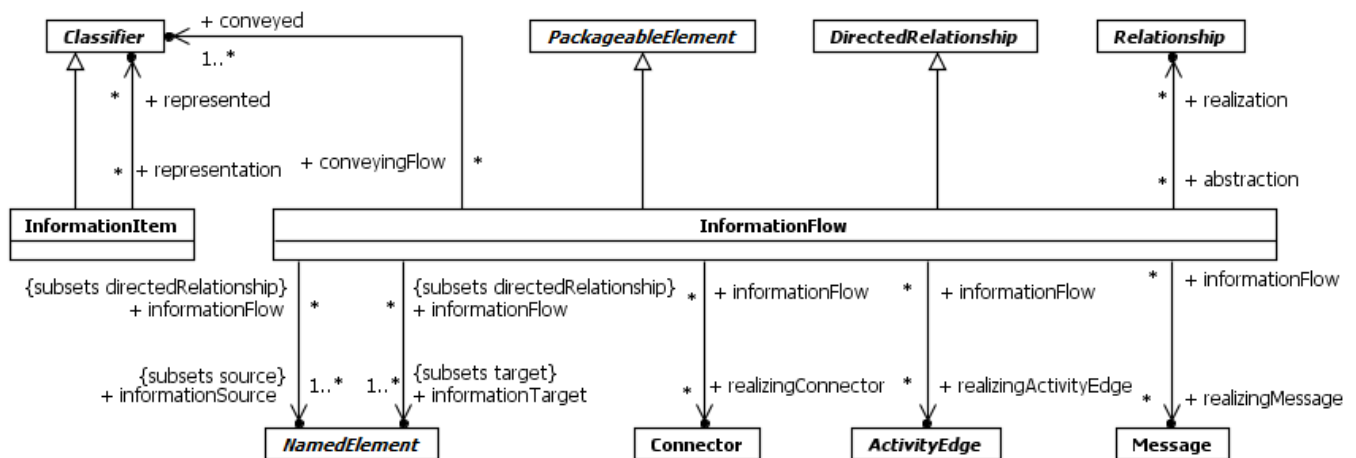 + conveyed
Classifier
PackageableElement
DirectedRelationship
Relationship
1..*
* + represented
* + realization
* + representation
+ conveyingFlow *
* + abstraction
InformationItem
InformationFlow
{subsets directedRelationship}
+ informationFlow *
{subsets directedRelationship}
* + informationFlow
* + informationFlow
* + informationFlow
* + informationFlow
{subsets source}
+ informationSource 1..*
{subsets target}
1..* + informationTarget
* + realizingConnector
* + realizingActivityEdge
* + realizingMessage
NamedElement
Connector
ActivityEdge
Message